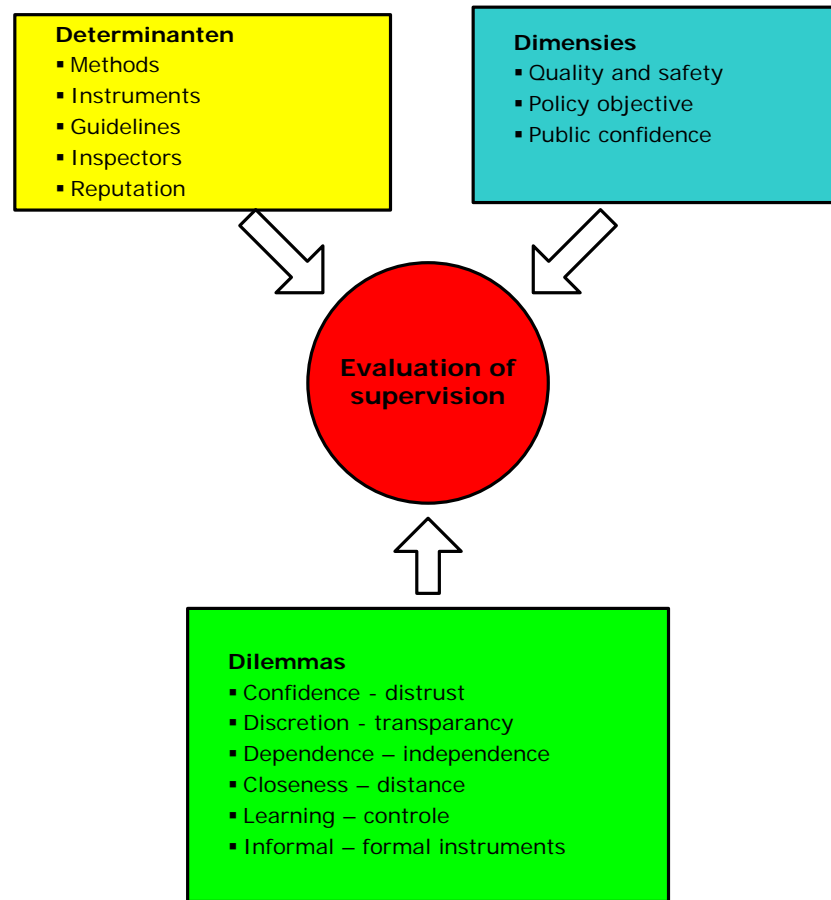 Determinanten
▪ Methods
▪ Instruments
▪ Guidelines
▪ Inspectors
▪ Reputation
Dimensies
▪ Quality and safety
▪ Policy objective
▪ Public confidence
Evaluation of
supervision
Dilemmas
▪ Confidence - distrust
▪ Discretion - transparancy
▪ Dependence – independence
▪ Closeness – distance
▪ Learning – controle
▪ Informal – formal instruments